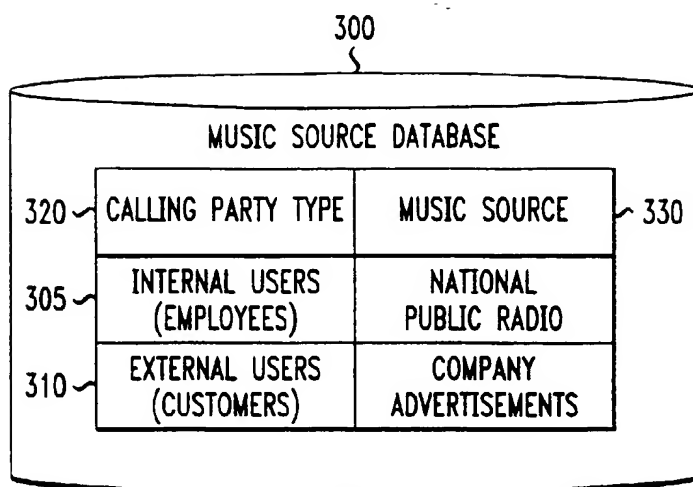 300
MUSIC SOURCE DATABASE
320 CALLING PARTY TYPE MUSIC SOURCE 330
305 INTERNAL USERS (EMPLOYEES) NATIONAL PUBLIC RADIO
310 EXTERNAL USERS (CUSTOMERS) COMPANY ADVERTISEMENTS